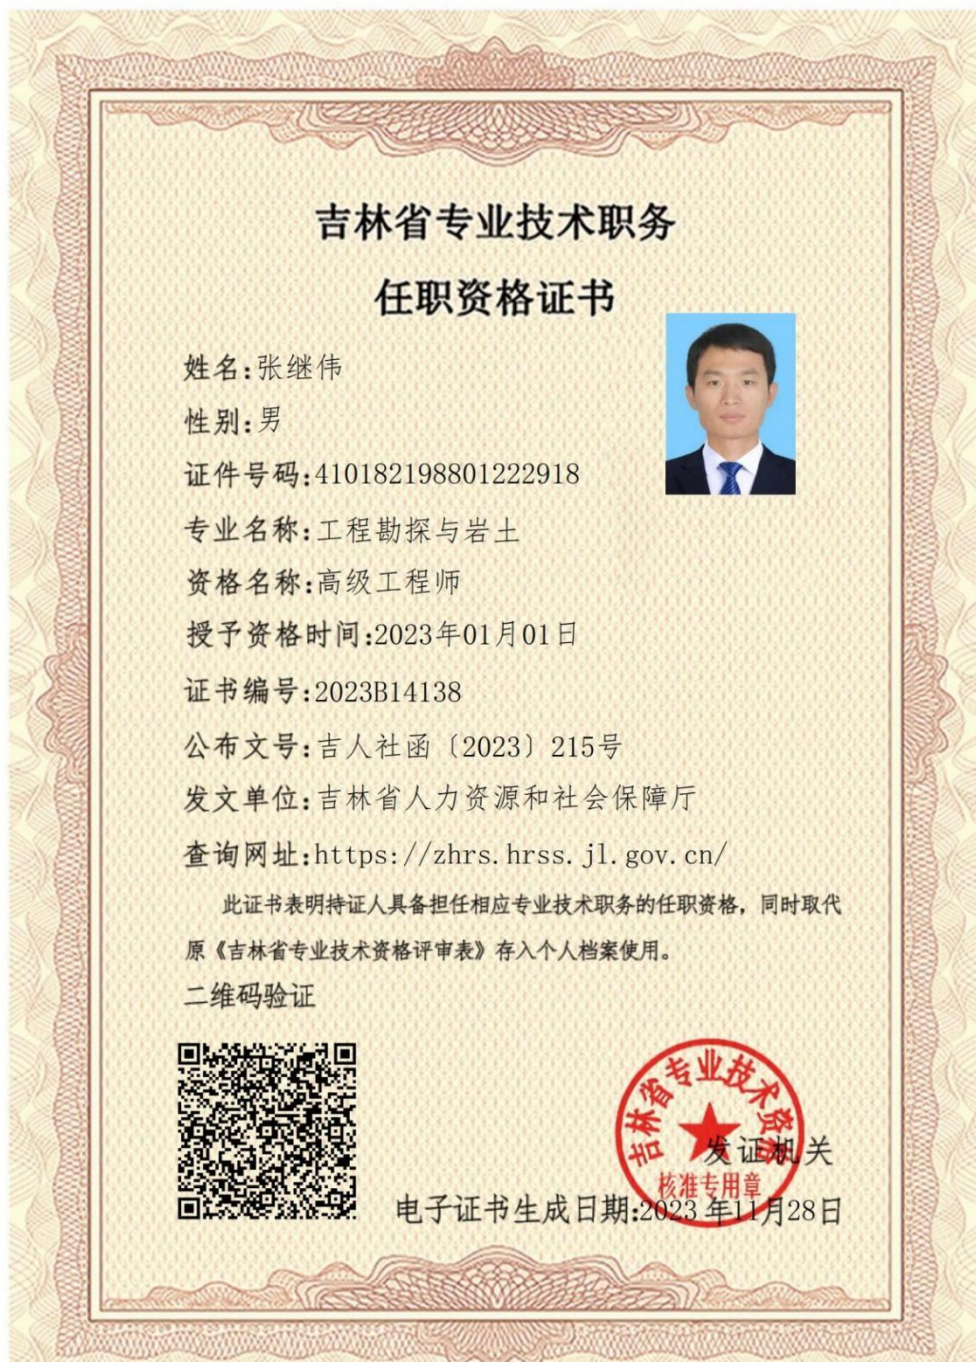 吉林省专业技术职务
任职资格证书
姓名:张继伟
性别:男
证件号码:410182198801222918
专业名称:工程勘探与岩土
资格名称:高级工程师
授予资格时间:2023年01月01日
证书编号:2023B14138
公布文号:吉人社函〔2023〕215号
发文单位:吉林省人力资源和社会保障厅
查询网址:https://zhrs.hrss.jl.gov.cn/
此证书表明持证人具备担任相应专业技术职务的任职资格，同时取代
原《吉林省专业技术资格评审表》存入个人档案使用。
二维码验证
吉林省专业技术资格
发证机关
核准专用章
电子证书生成日期:2023年11月28日